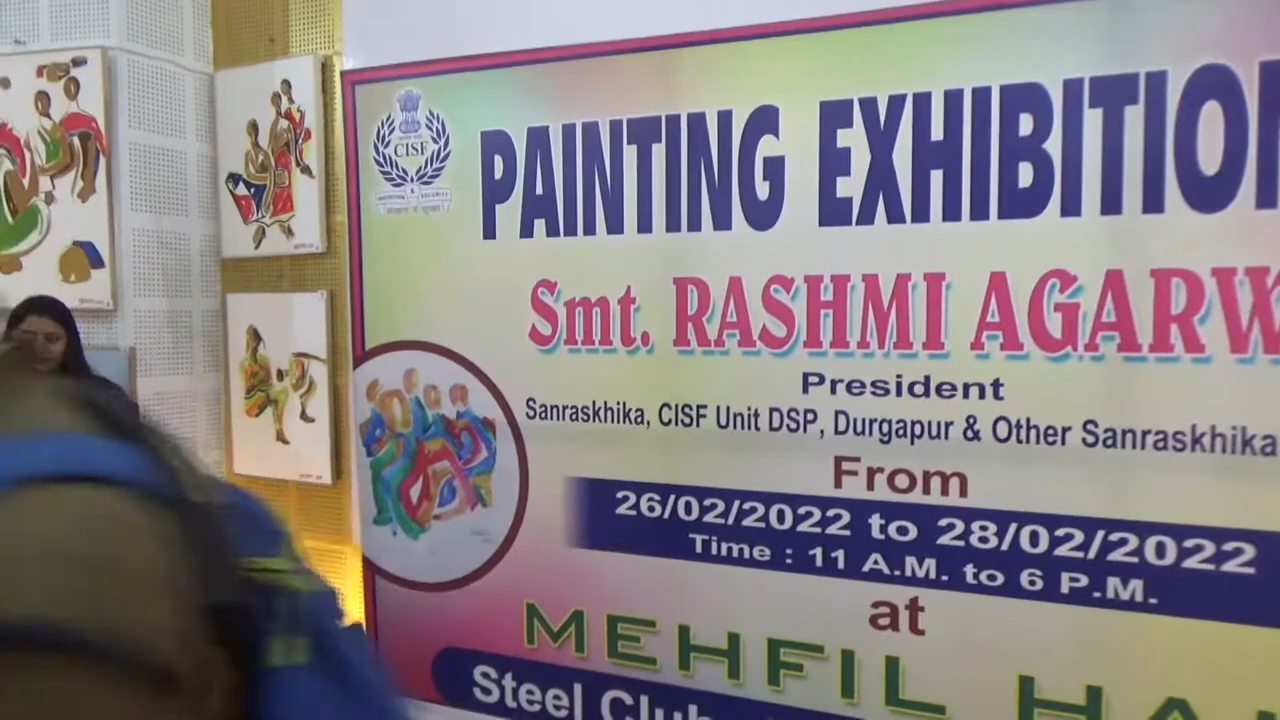 CISF
PAINTING EXHIBITION
Smt. RASHMI AGARW
President
Sanraskhika, CISF Unit DSP, Durgapur & Other Sanraskhika
From
26/02/2022 to 28/02/2022
Time : 11 A.M. to 6 P.M.
at
MEHFIL HA
Steel Club